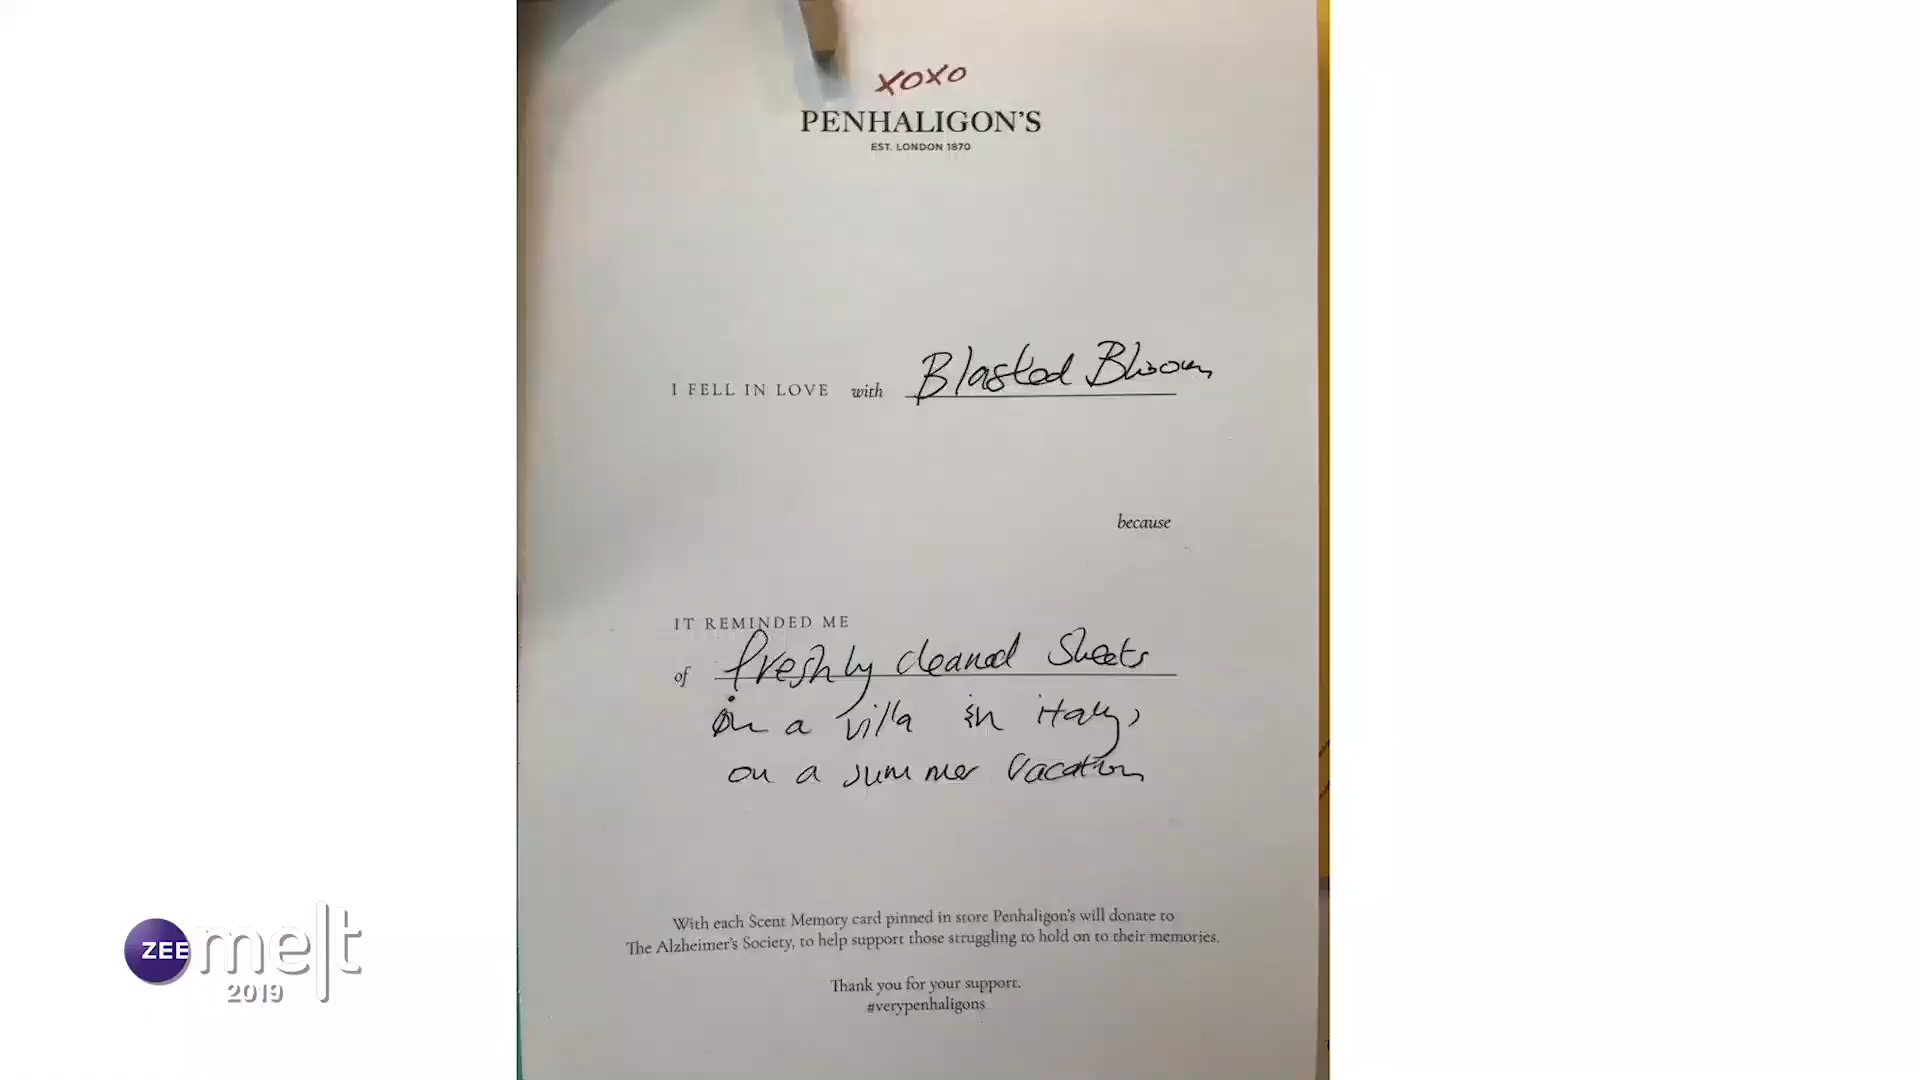 XOXO
PENHALIGON'S
EST. LONDON 1870
I FELL IN LOVE with Blasted Bloom
because
IT REMINDED ME
of freshly cleaned Sheets
in a villa in italy,
on a summer vacation
With each Scent Memory card pinned in store Penhaligon's will donate to
The Alzheimer's Society, to help support those struggling to hold on to their memories.
Thank you for your support.
#verypenhaligons
ZEE melt
2019